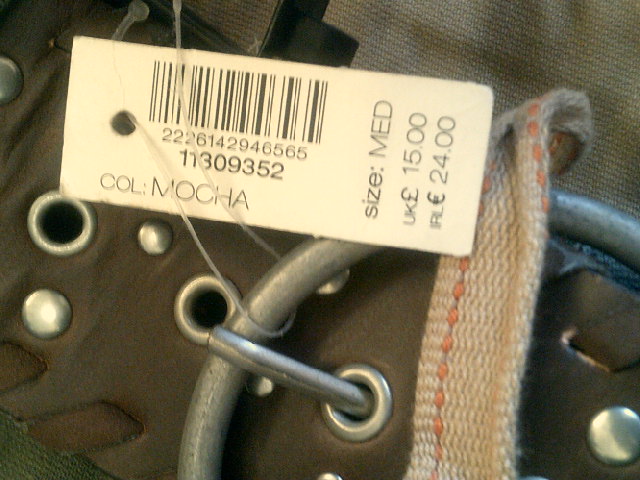 2226142946565
11309352
COL: MOCHA
size: MED
UK£ 15.00
IRL€ 24.00